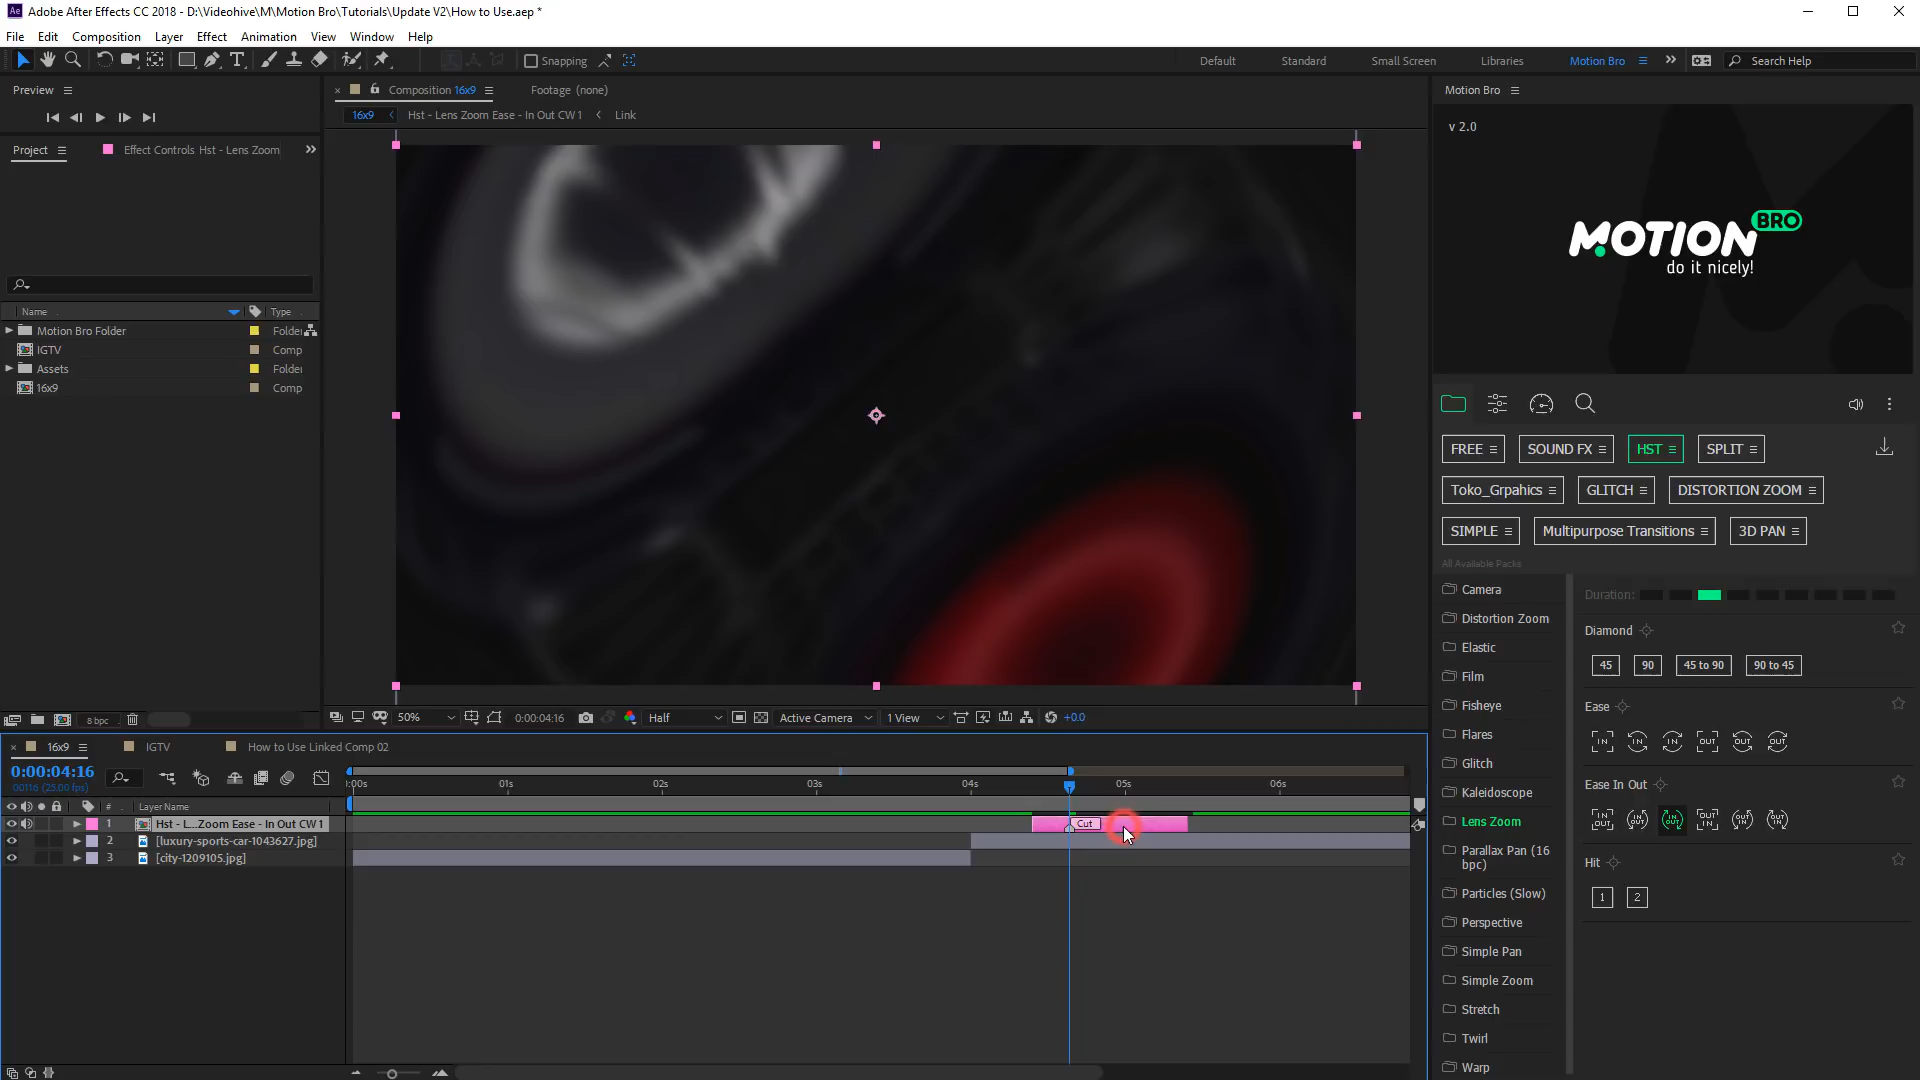 Adobe After Effects CC 2018 - D:\Videohive\M\Motion Bro\Tutorials\Update V2\How to Use.aep *
File Edit Composition Layer Effect Animation View Window Help
Snapping
Default Standard Small Screen Libraries Motion Bro Search Help
Preview
Composition 16x9 Footage (none)
Motion Bro
16x9 Hst - Lens Zoom Ease - In Out CW 1 Link
v 2.0
Project Effect Controls Hst - Lens Zoom
MOTION BRO
do it nicely!
Name Type
Motion Bro Folder Folder
IGTV Comp
Assets Folder
16x9 Comp
FREE SOUND FX HST SPLIT
Toko_Grpahics GLITCH DISTORTION ZOOM
SIMPLE Multipurpose Transitions 3D PAN
All Available Packs
Camera
Distortion Zoom
Elastic
Film
Fisheye
Flares
Glitch
Kaleidoscope
Lens Zoom
Parallax Pan (16
bpc)
Particles (Slow)
Perspective
Simple Pan
Simple Zoom
Stretch
Twirl
Warp
Duration:
Diamond
45 90 45 to 90 90 to 45
Ease
IN IN IN OUT OUT OUT
Ease In Out
IN OUT IN OUT IN OUT OUT IN OUT IN OUT IN
Hit
1 2
8 bpc
50% 0:00:04:16 Half Active Camera 1 View +0.0
16x9 IGTV How to Use Linked Comp 02
0:00:04:16
00116 (25.00 fps)
:00s 01s 02s 03s 04s 05s 06s
# Layer Name
1 Hst - L...Zoom Ease - In Out CW 1 Cut
2 [luxury-sports-car-1043627.jpg]
3 [city-1209105.jpg]